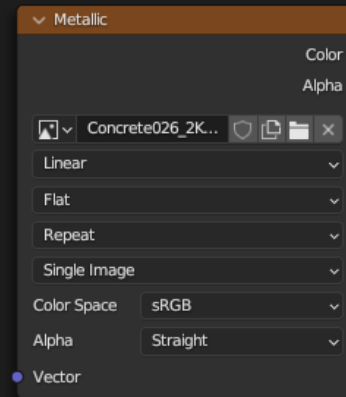 Metallic
Color
Alpha
Concrete026_2K...
Linear
Flat
Repeat
Single Image
Color Space sRGB
Alpha Straight
Vector